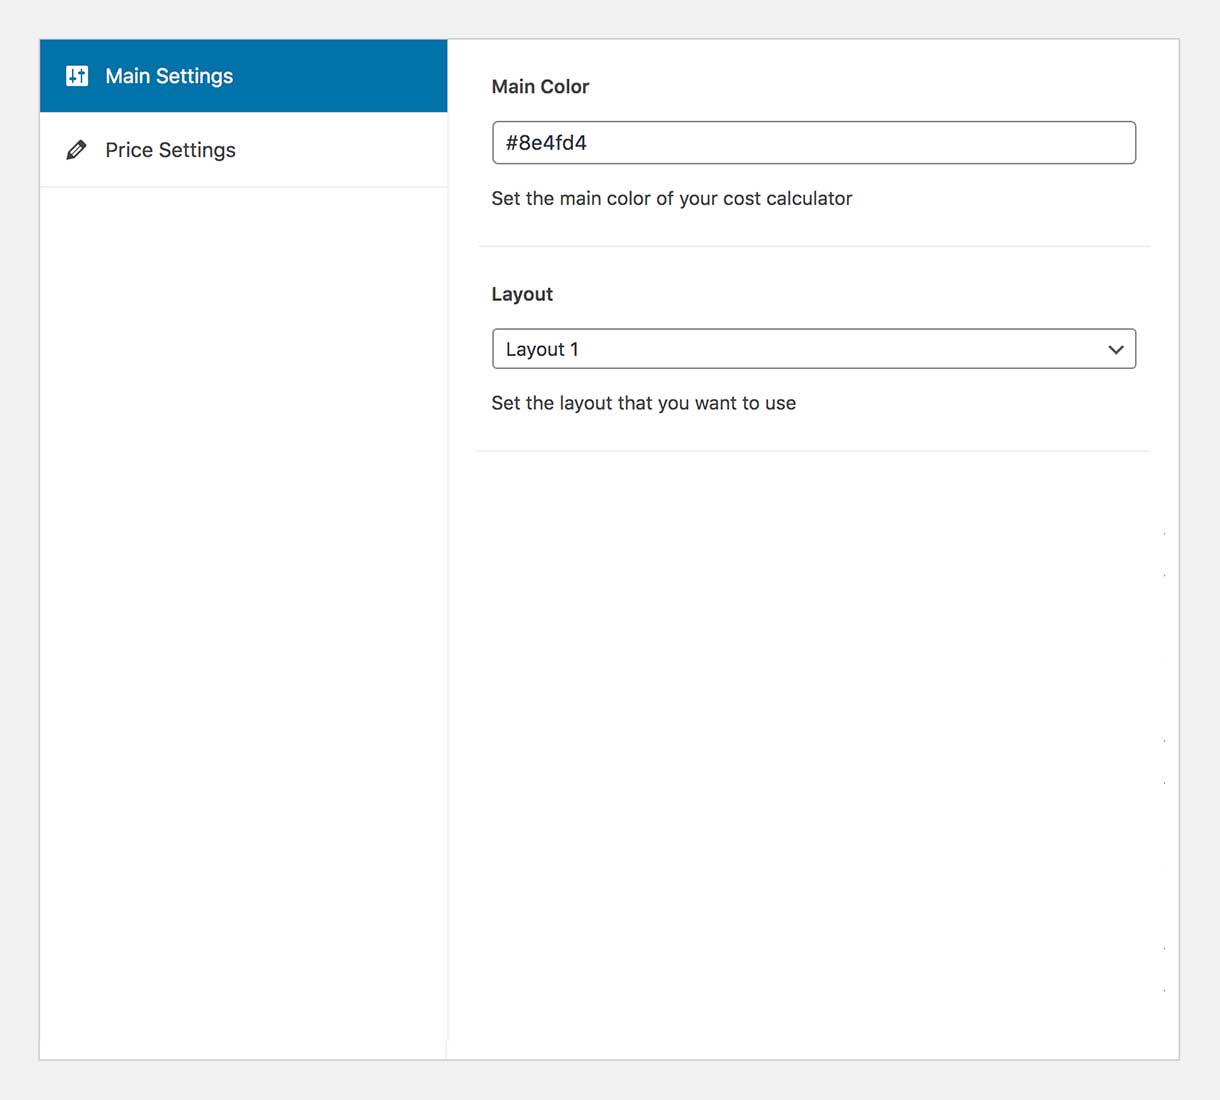 Main Settings
Price Settings
Main Color
#8e4fd4
Set the main color of your cost calculator
Layout
Layout 1
Set the layout that you want to use